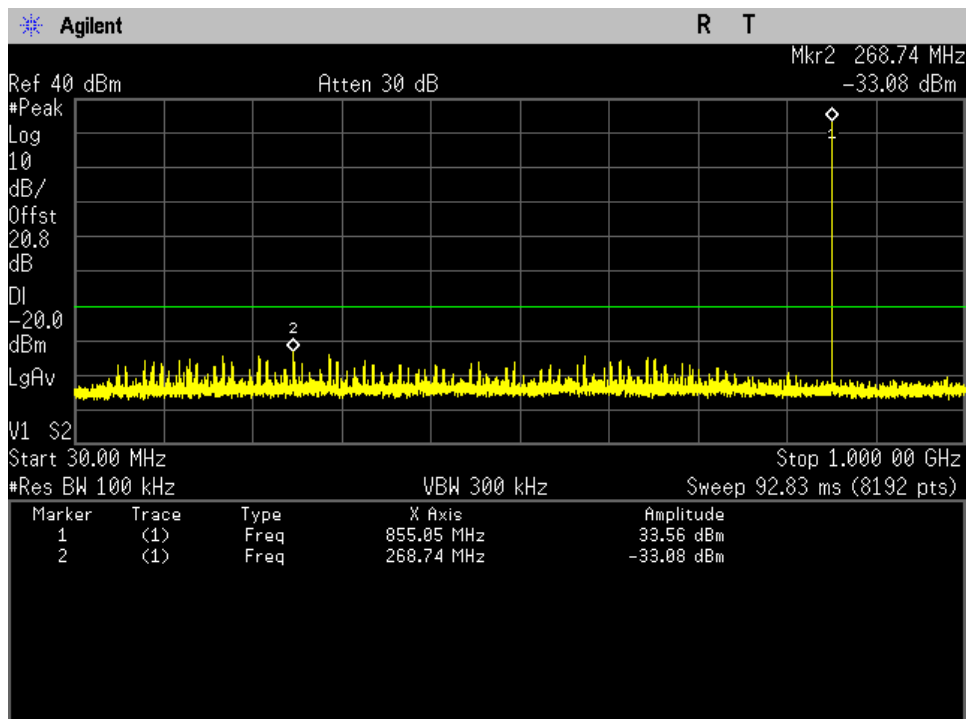 Agilent R T
Mkr2 268.74 MHz
Ref 40 dBm Atten 30 dB -33.08 dBm
#Peak
Log
10
dB/
Offst
20.8
dB
DI
-20.0
dBm
LgAv
V1 S2
1
2
Start 30.00 MHz Stop 1.000 00 GHz
#Res BW 100 kHz VBW 300 kHz Sweep 92.83 ms (8192 pts)
Marker Trace Type X Axis Amplitude
1 (1) Freq 855.05 MHz 33.56 dBm
2 (1) Freq 268.74 MHz -33.08 dBm